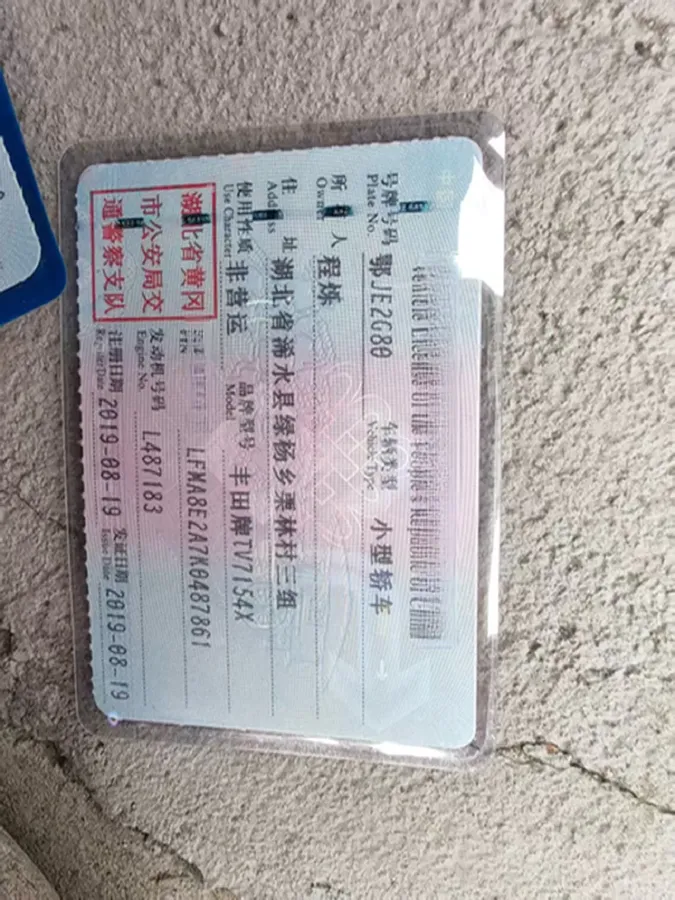 号牌号码 鄂JE2G80 车辆类型 小型轿车
Plate No. Vehicle Type
所 人 程烁
Owner
住 址 湖北省浠水县绿杨乡栗林村三组
使用性质 非营运 品牌型号 丰田牌TV7154X
Use Character Model
湖北省黄冈
市公安局交
通警察支队
VIN LFMA8E2A7K0487861
发动机号码 L487183
Engine No.
注册日期 2019-08-19 发证日期 2019-08-19
Issue Date